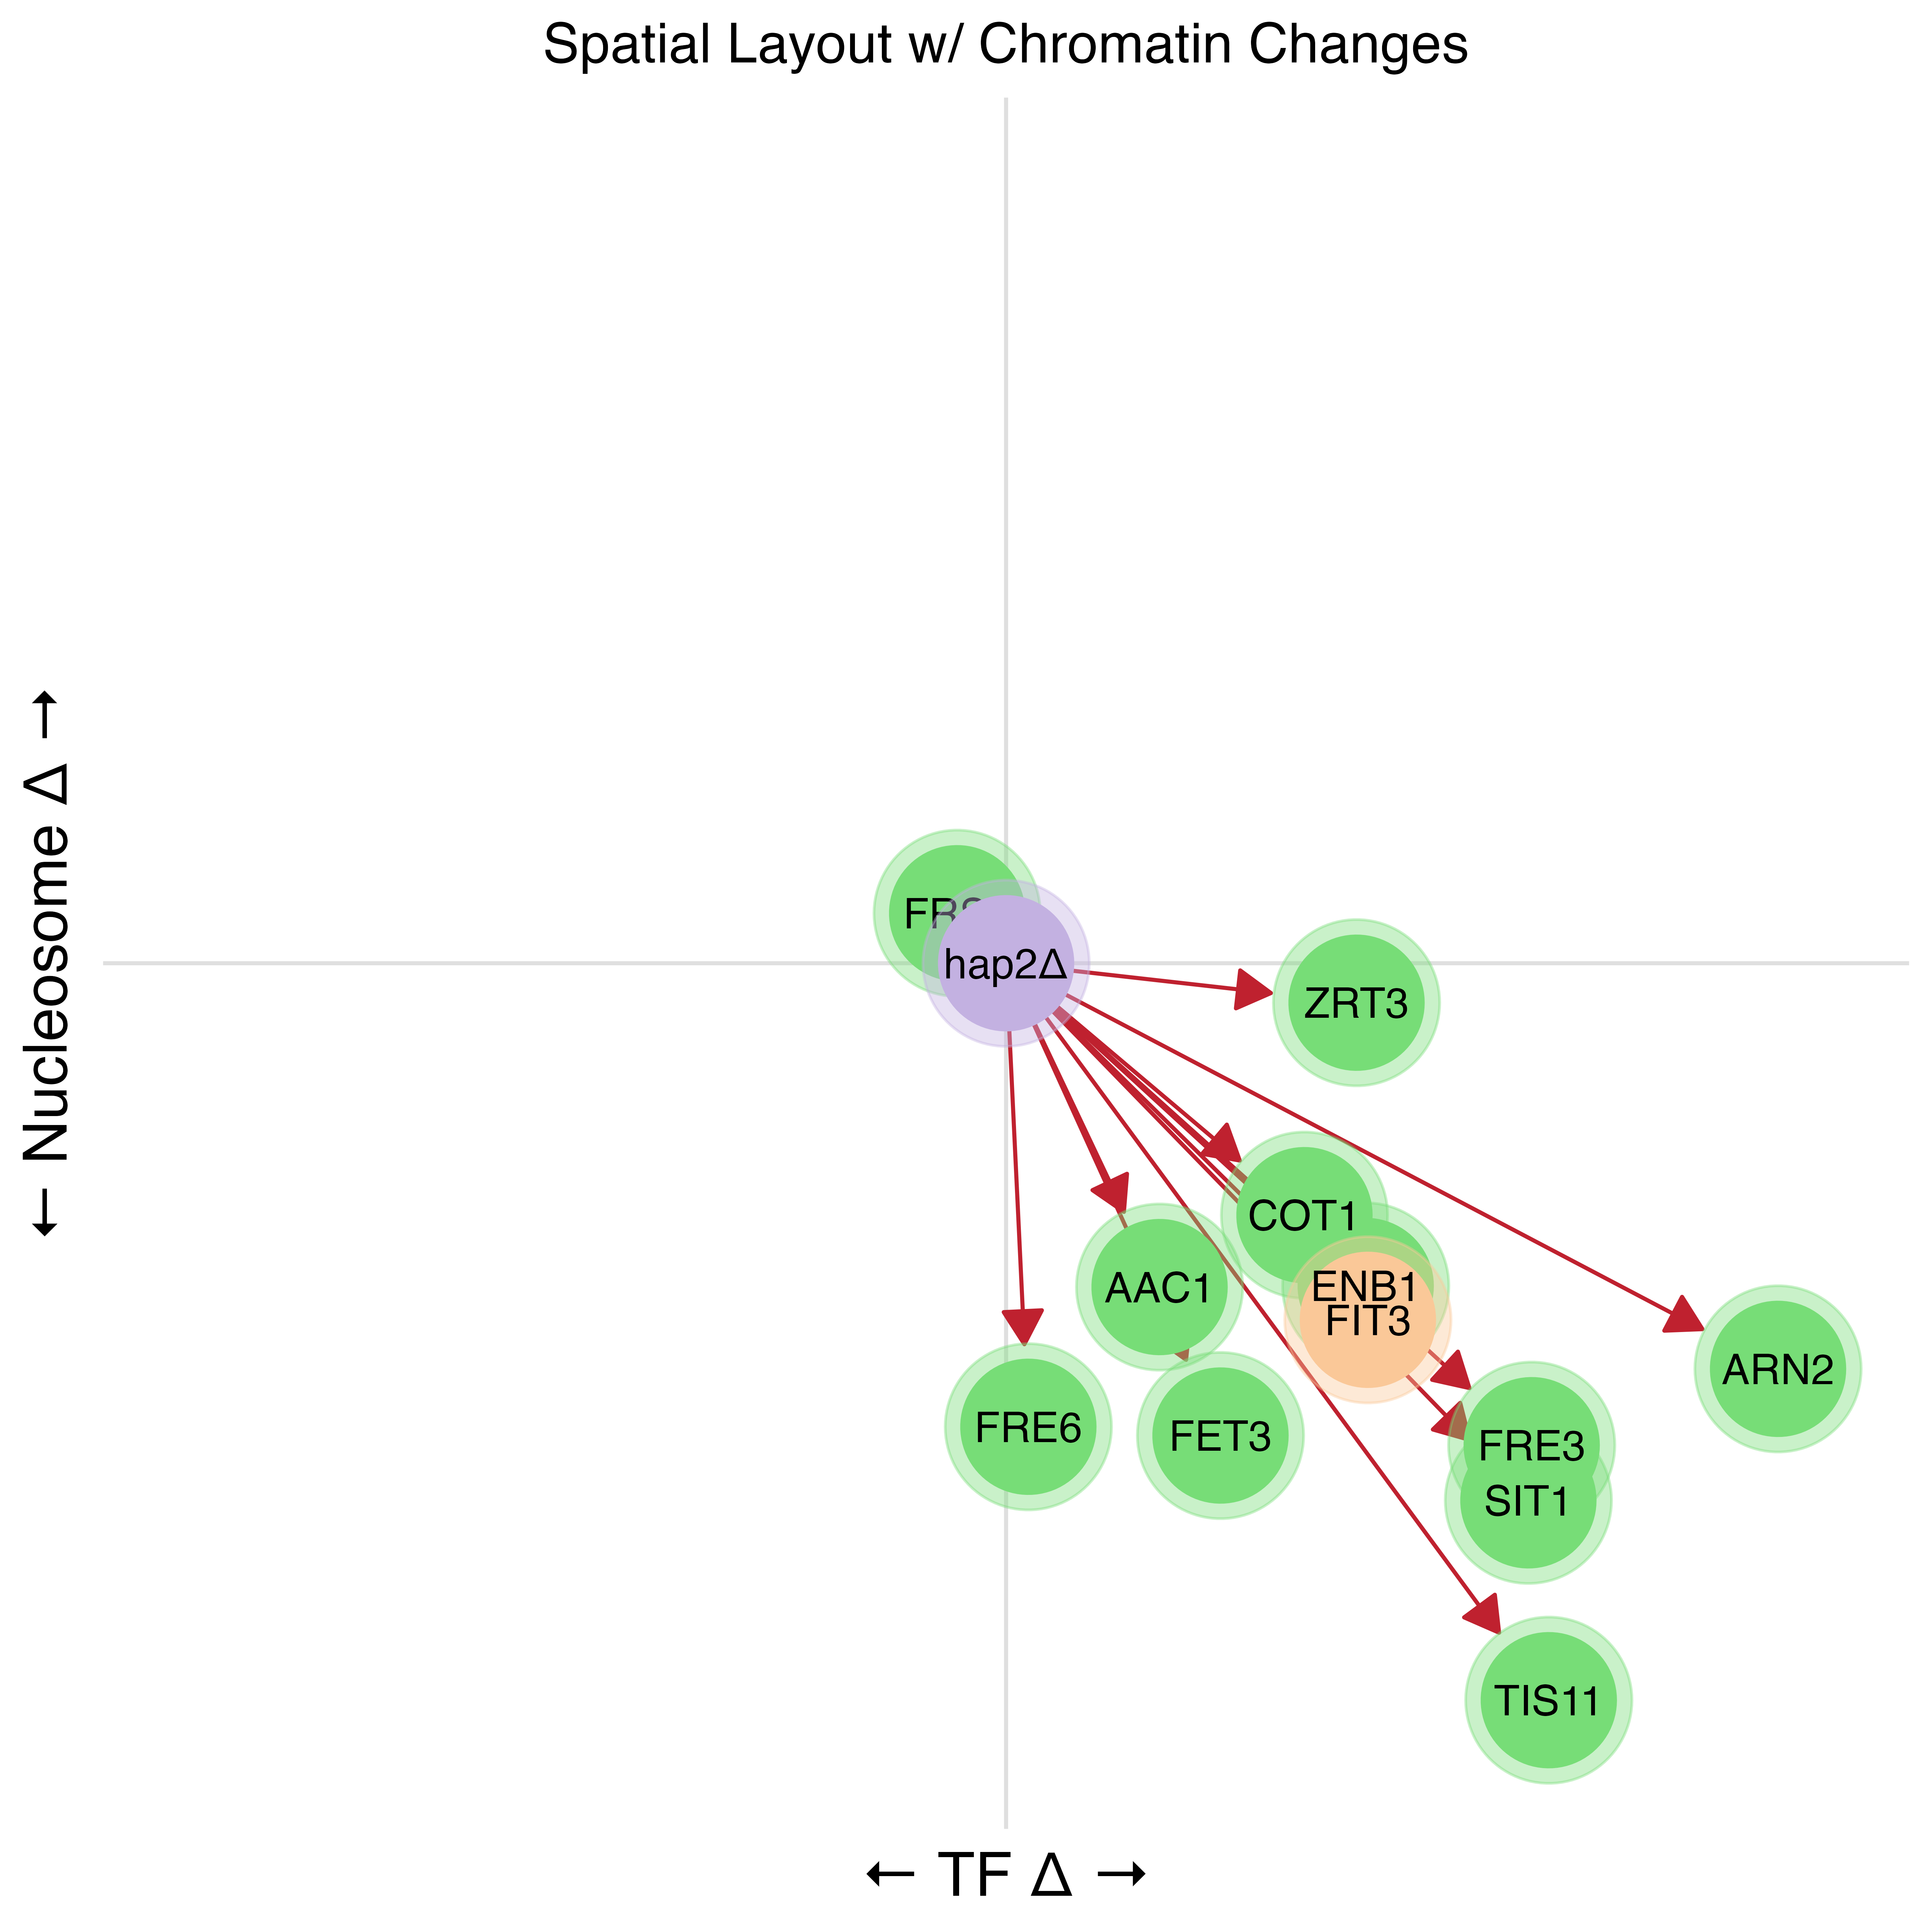 Spatial Layout w/ Chromatin Changes
← Nucleosome Δ →
hap2Δ
ZRT3
COT1
AAC1
ENB1
FIT3
ARN2
FRE6
FET3
FRE3
SIT1
TIS11
← TF Δ →